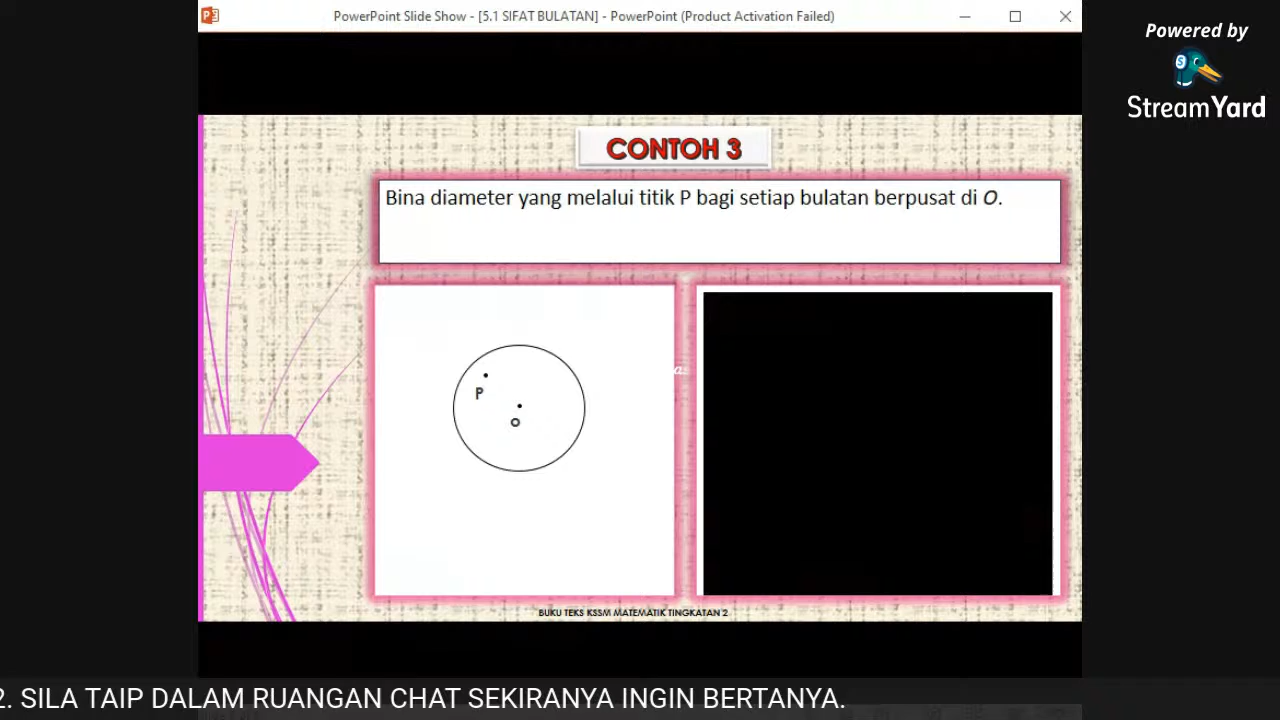 PowerPoint Slide Show - [5.1 SIFAT BULATAN] - PowerPoint (Product Activation Failed)
Powered by
StreamYard
CONTOH 3
Bina diameter yang melalui titik P bagi setiap bulatan berpusat di O.
a:
P
O
BUKU TEKS KSSM MATEMATIK TINGKATAN 2
2. SILA TAIP DALAM RUANGAN CHAT SEKIRANYA INGIN BERTANYA.